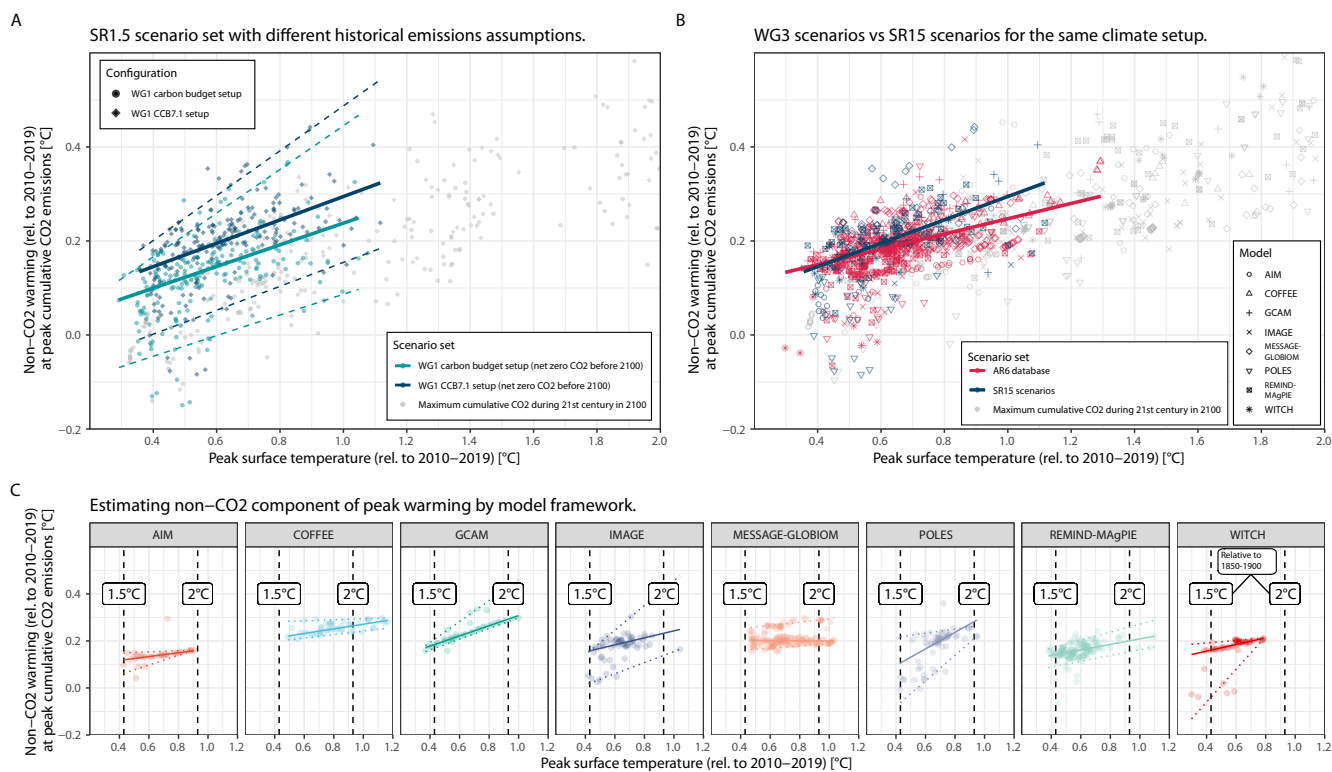 A
SR1.5 scenario set with different historical emissions assumptions.
Non−CO2 warming (rel. to 2010−2019)
at peak cumulative CO2 emissions [°C]
0.4
0.2
0.0
−0.2
Configuration
WG1 carbon budget setup
WG1 CCB7.1 setup
Scenario set
WG1 carbon budget setup (net zero CO2 before 2100)
WG1 CCB7.1 setup (net zero CO2 before 2100)
Maximum cumulative CO2 during 21st century in 2100
0.4 0.6 0.8 1.0 1.2 1.4 1.6 1.8 2.0
Peak surface temperature (rel. to 2010−2019) [°C]
B
WG3 scenarios vs SR15 scenarios for the same climate setup.
Non−CO2 warming (rel. to 2010−2019)
at peak cumulative CO2 emissions [°C]
0.4
0.2
0.0
−0.2
Scenario set
AR6 database
SR15 scenarios
Maximum cumulative CO2 during 21st century in 2100
Model
AIM
COFFEE
GCAM
IMAGE
MESSAGE-
GLOBIOM
POLES
REMIND-
MAgPIE
WITCH
0.4 0.6 0.8 1.0 1.2 1.4 1.6 1.8 2.0
Peak surface temperature (rel. to 2010−2019) [°C]
C
Estimating non−CO2 component of peak warming by model framework.
Non−CO2 warming (rel. to 2010−2019)
at peak cumulative CO2 emissions [°C]
0.4
0.2
0.0
−0.2
AIM
1.5°C 2°C
0.4 0.6 0.8 1.0 1.2
COFFEE
1.5°C 2°C
0.4 0.6 0.8 1.0 1.2
GCAM
1.5°C 2°C
0.4 0.6 0.8 1.0 1.2
IMAGE
1.5°C 2°C
0.4 0.6 0.8 1.0 1.2
MESSAGE-GLOBIOM
1.5°C 2°C
0.4 0.6 0.8 1.0 1.2
POLES
1.5°C 2°C
0.4 0.6 0.8 1.0 1.2
REMIND-MAgPIE
1.5°C 2°C
0.4 0.6 0.8 1.0 1.2
WITCH
Relative to
1850-1900
1.5°C 2°C
0.4 0.6 0.8 1.0 1.2
Peak surface temperature (rel. to 2010−2019) [°C]